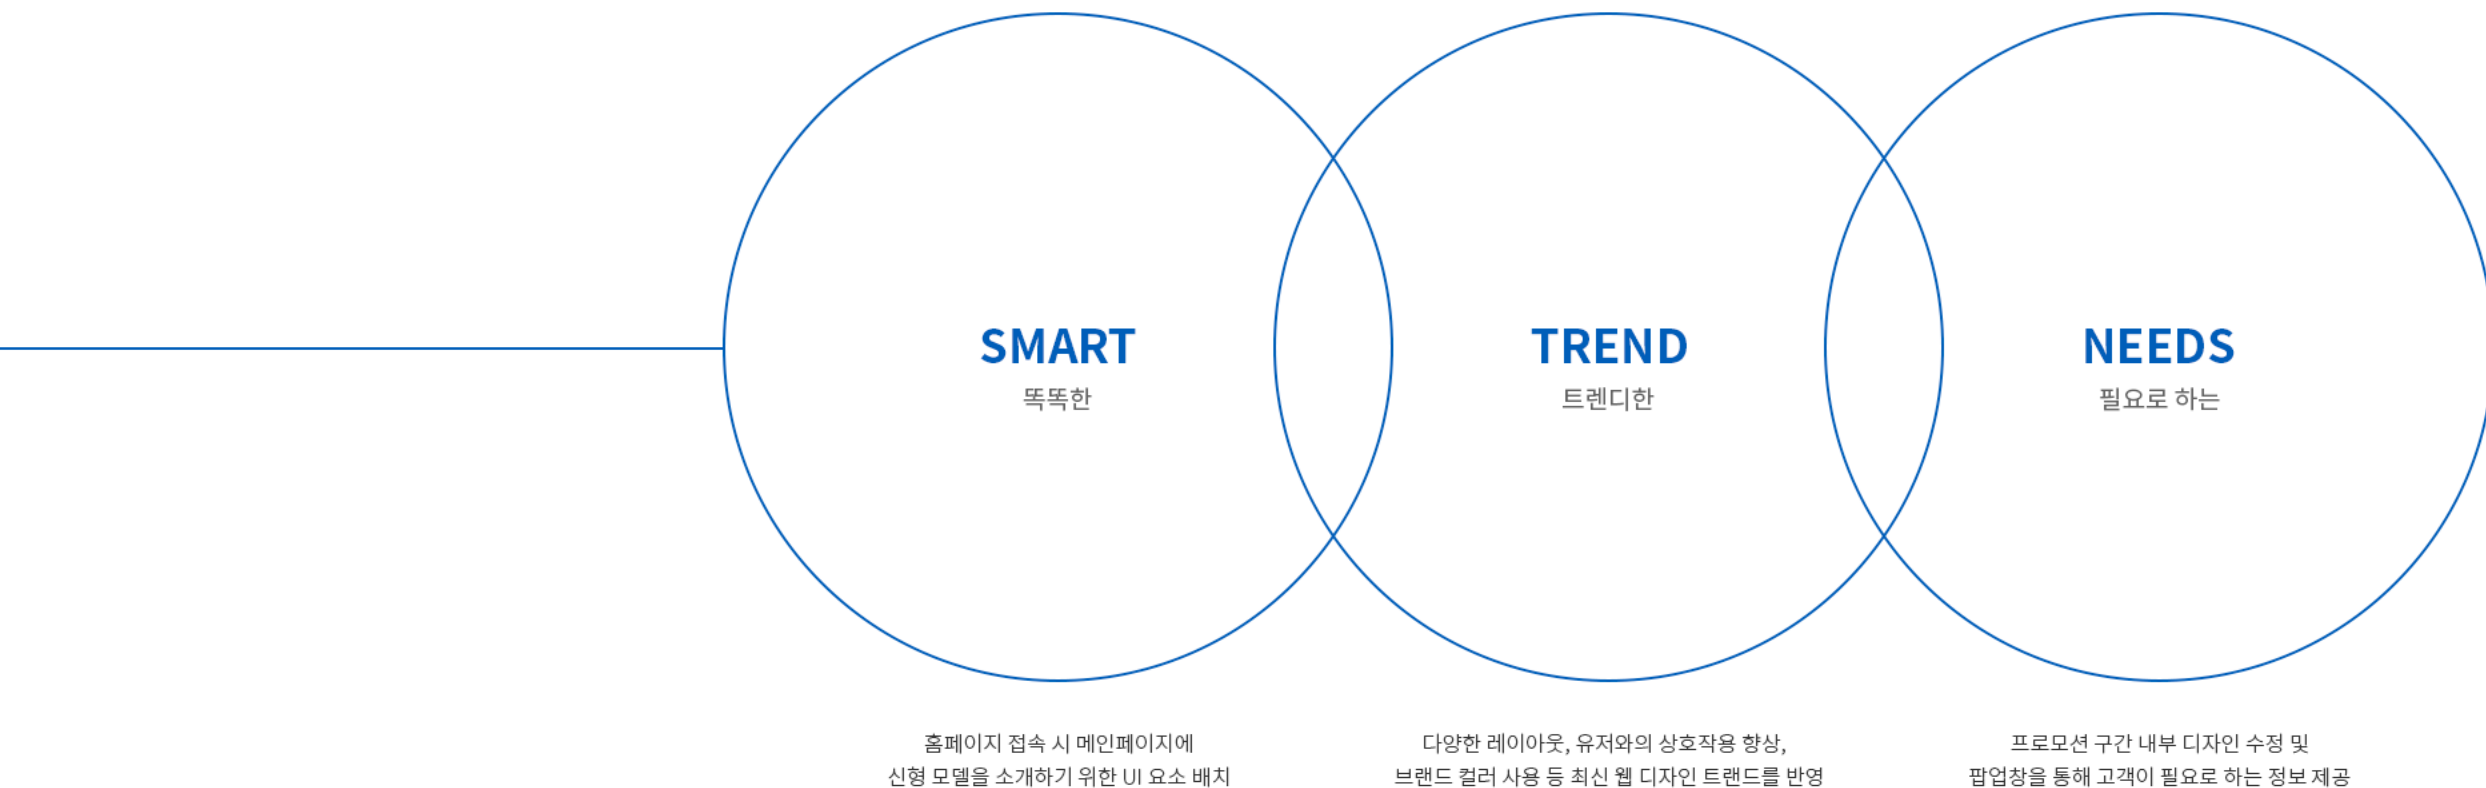 SMART
똑똑한
TREND
트렌디한
NEEDS
필요로 하는
홈페이지 접속 시 메인페이지에
신형 모델을 소개하기 위한 UI 요소 배치
다양한 레이아웃, 유저와의 상호작용 향상,
브랜드 컬러 사용 등 최신 웹 디자인 트랜드를 반영
프로모션 구간 내부 디자인 수정 및
팝업창을 통해 고객이 필요로 하는 정보 제공